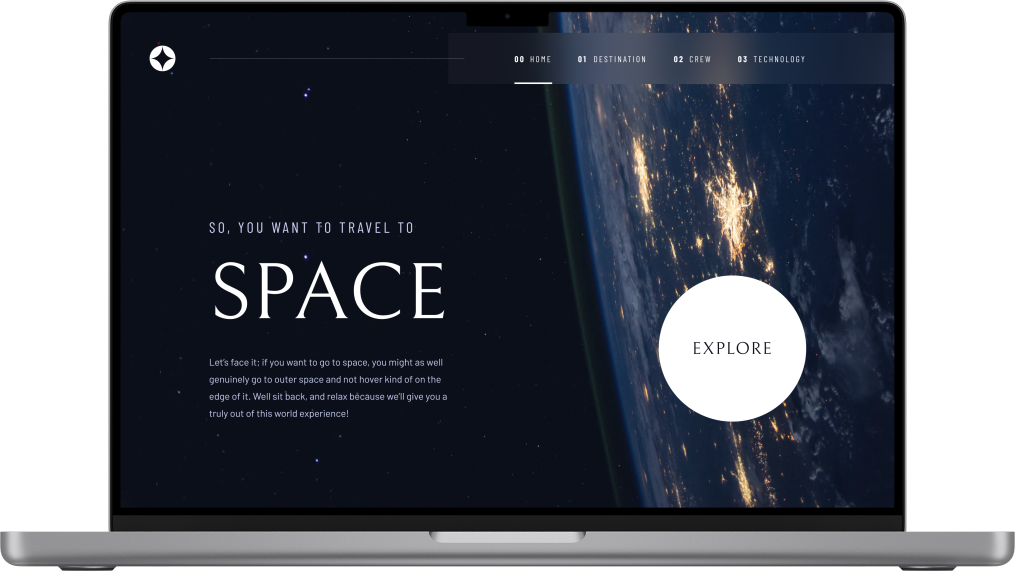 00 HOME 01 DESTINATION 02 CREW 03 TECHNOLOGY
SO, YOU WANT TO TRAVEL TO
SPACE
Let's face it; if you want to go to space, you might as well
genuinely go to outer space and not hover kind of on the
edge of it. Well sit back, and relax because we'll give you a
truly out of this world experience!
EXPLORE